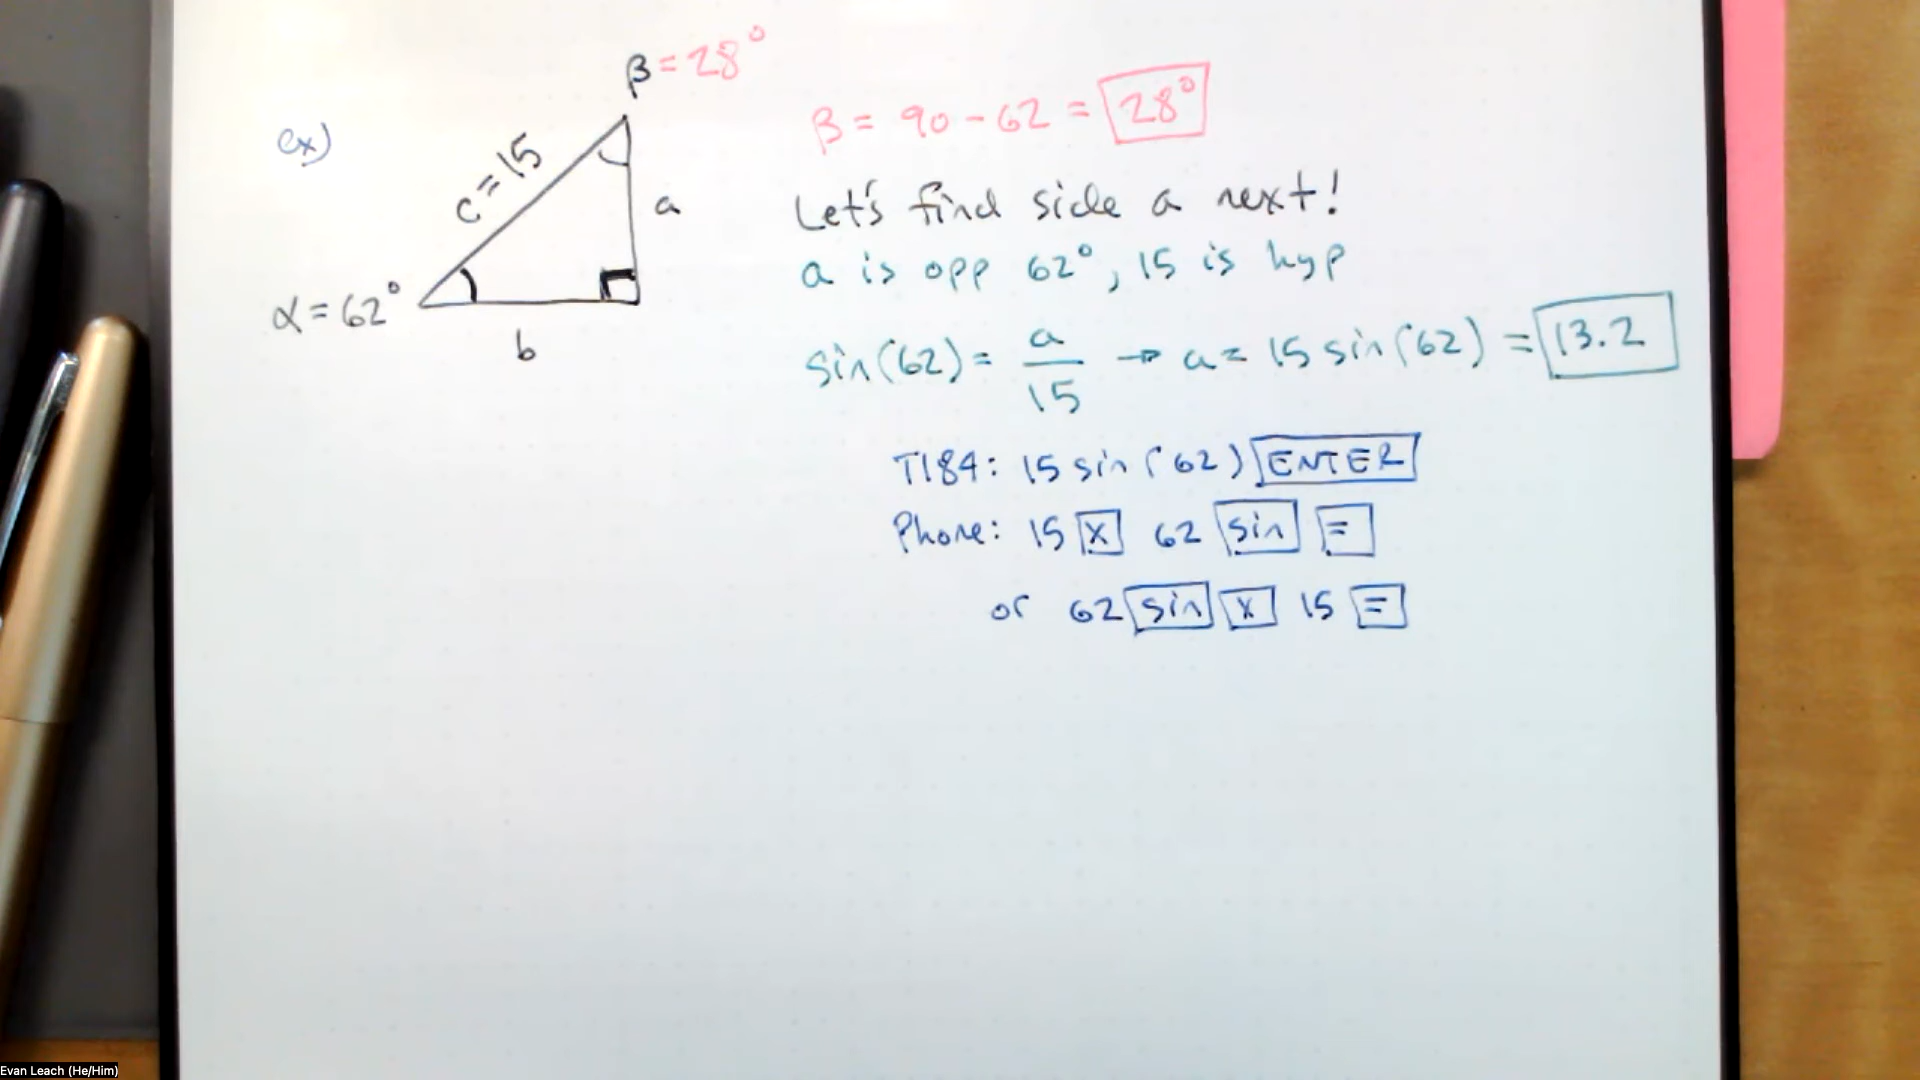 ex)
β = 28°
c = 15
a
α = 62°
b
β = 90 - 62 = 28°
Let's find side a next!
a is opp 62°, 15 is hyp
sin(62) = a/15 → a = 15 sin(62) = 13.2
TI84: 15 sin(62) ENTER
Phone: 15 x 62 sin =
or 62 sin x 15 =
Evan Leach (He/Him)